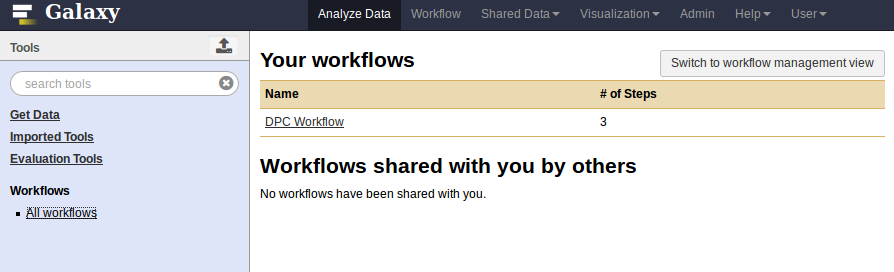 Galaxy
Analyze Data Workflow Shared Data Visualization Admin Help User
Tools
search tools
Get Data
Imported Tools
Evaluation Tools
Workflows
All workflows
Your workflows
Switch to workflow management view
Name # of Steps
DPC Workflow 3
Workflows shared with you by others
No workflows have been shared with you.